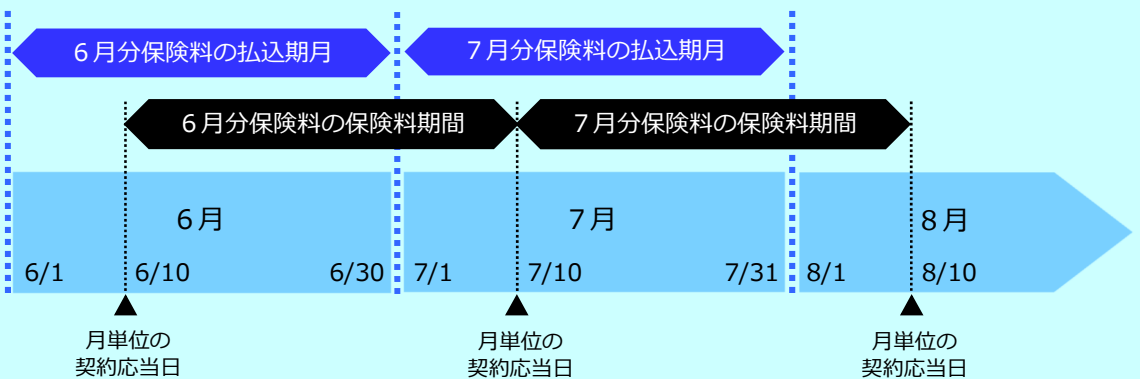 ６月分保険料の払込期月
７月分保険料の払込期月
６月分保険料の保険料期間
７月分保険料の保険料期間
６月
７月
８月
6/1
6/10
6/30
7/1
7/10
7/31
8/1
8/10
月単位の
契約応当日
月単位の
契約応当日
月単位の
契約応当日